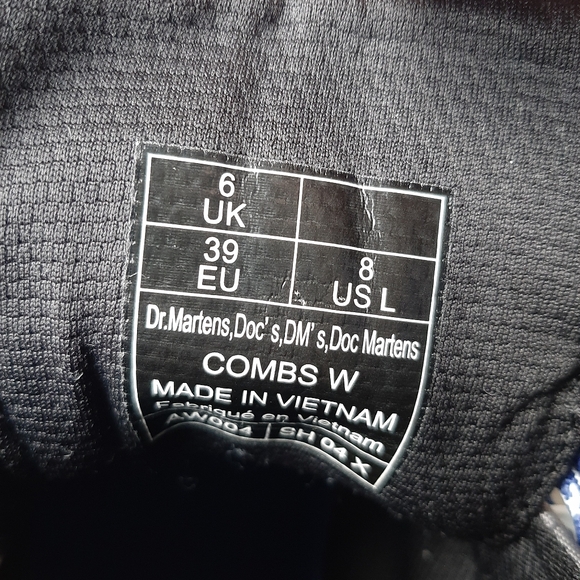 6
UK
39
EU
8
US L
Dr.Martens,Doc's,DM's,Doc Martens
COMBS W
MADE IN VIETNAM
Fabriqué en Vietnam
AW004 SH 04 X